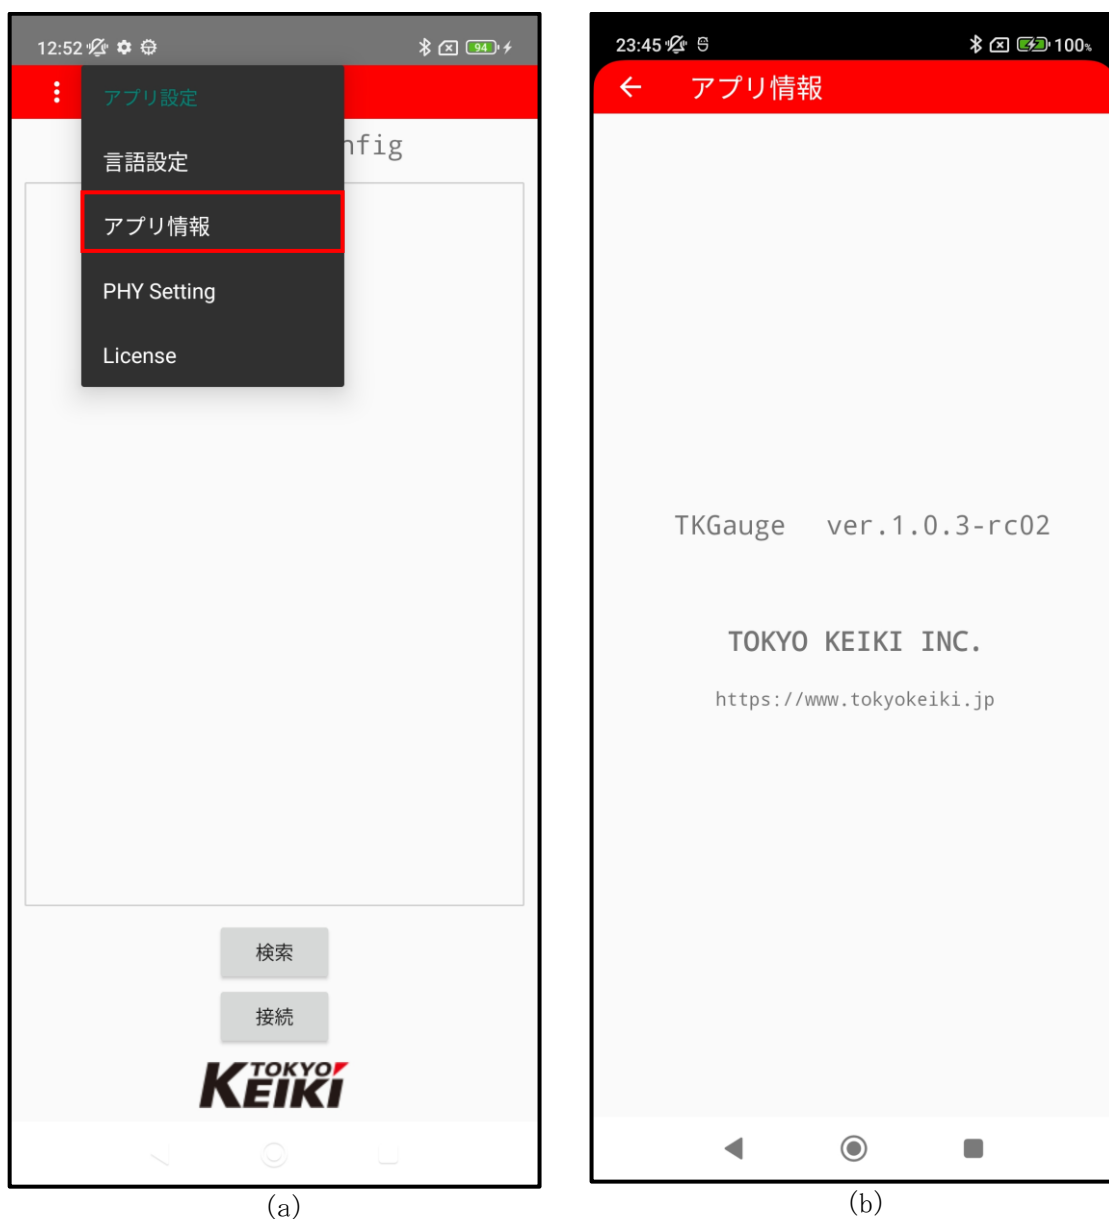 12:52
94
アプリ設定
nfig
言語設定
アプリ情報
PHY Setting
License
検索
接続
TOKYO
KEIKI
(a)
23:45
100%
アプリ情報
TKGauge ver.1.0.3-rc02
TOKYO KEIKI INC.
https://www.tokyokeiki.jp
(b)